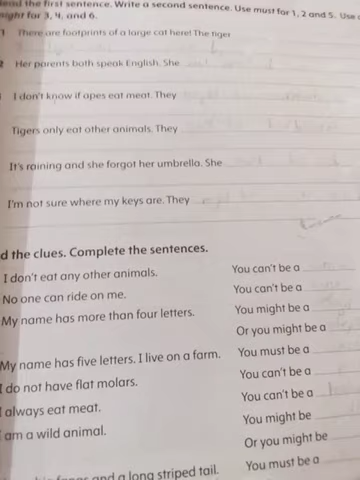 Read the first sentence. Write a second sentence. Use must for 1, 2 and 5. Use
might for 3, 4, and 6.
1 There are footprints of a large cat here! The tiger
2 Her parents both speak English. She
I don't know if apes eat meat. They
Tigers only eat other animals. They
It's raining and she forgot her umbrella. She
I'm not sure where my keys are. They
d the clues. Complete the sentences.
I don't eat any other animals. You can't be a
No one can ride on me. You can't be a
My name has more than four letters. You might be a
Or you might be a
My name has five letters. I live on a farm. You must be a
I do not have flat molars. You can't be a
I always eat meat. You can't be a
I am a wild animal. You might be
Or you might be
and a long striped tail. You must be a